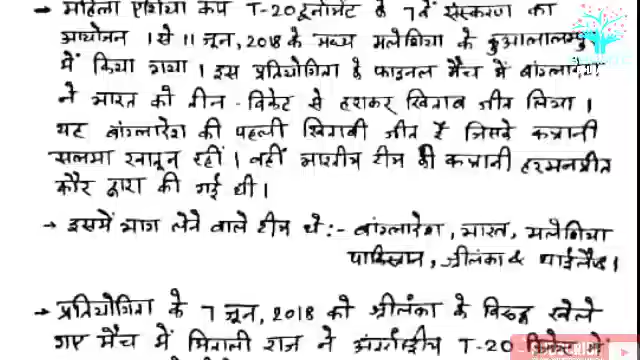 → महिला एशिया कप T-20 टूर्नामेंट के 7वें संस्करण का
आयोजन 1 से 11 जून, 2018 के मध्य मलेशिया के कुआलालम्पु
में किया गया। इस प्रतियोगिता के फाइनल मैच में बांग्लादेश
ने भारत को तीन - विकेट से हराकर खिताब जीत लिया।
यह बांग्लादेश की पहली खिताबी जीत है जिसके कप्तानी
सलमा खातून रहीं। वहीं भारतीय टीम की कप्तानी हरमनप्रीत
कौर द्वारा की गई थी।
→ इसमें भाग लेने वाले टीम थे :- बांग्लादेश, भारत, मलेशिया
पाकिस्तान, श्रीलंका & थाईलैण्ड।
→ प्रतियोगिता के 7 जून, 2018 को श्रीलंका के विरुद्ध खेले
गए मैच में मिताली राज ने अंतर्राष्ट्रीय T-20 क्रिकेट में